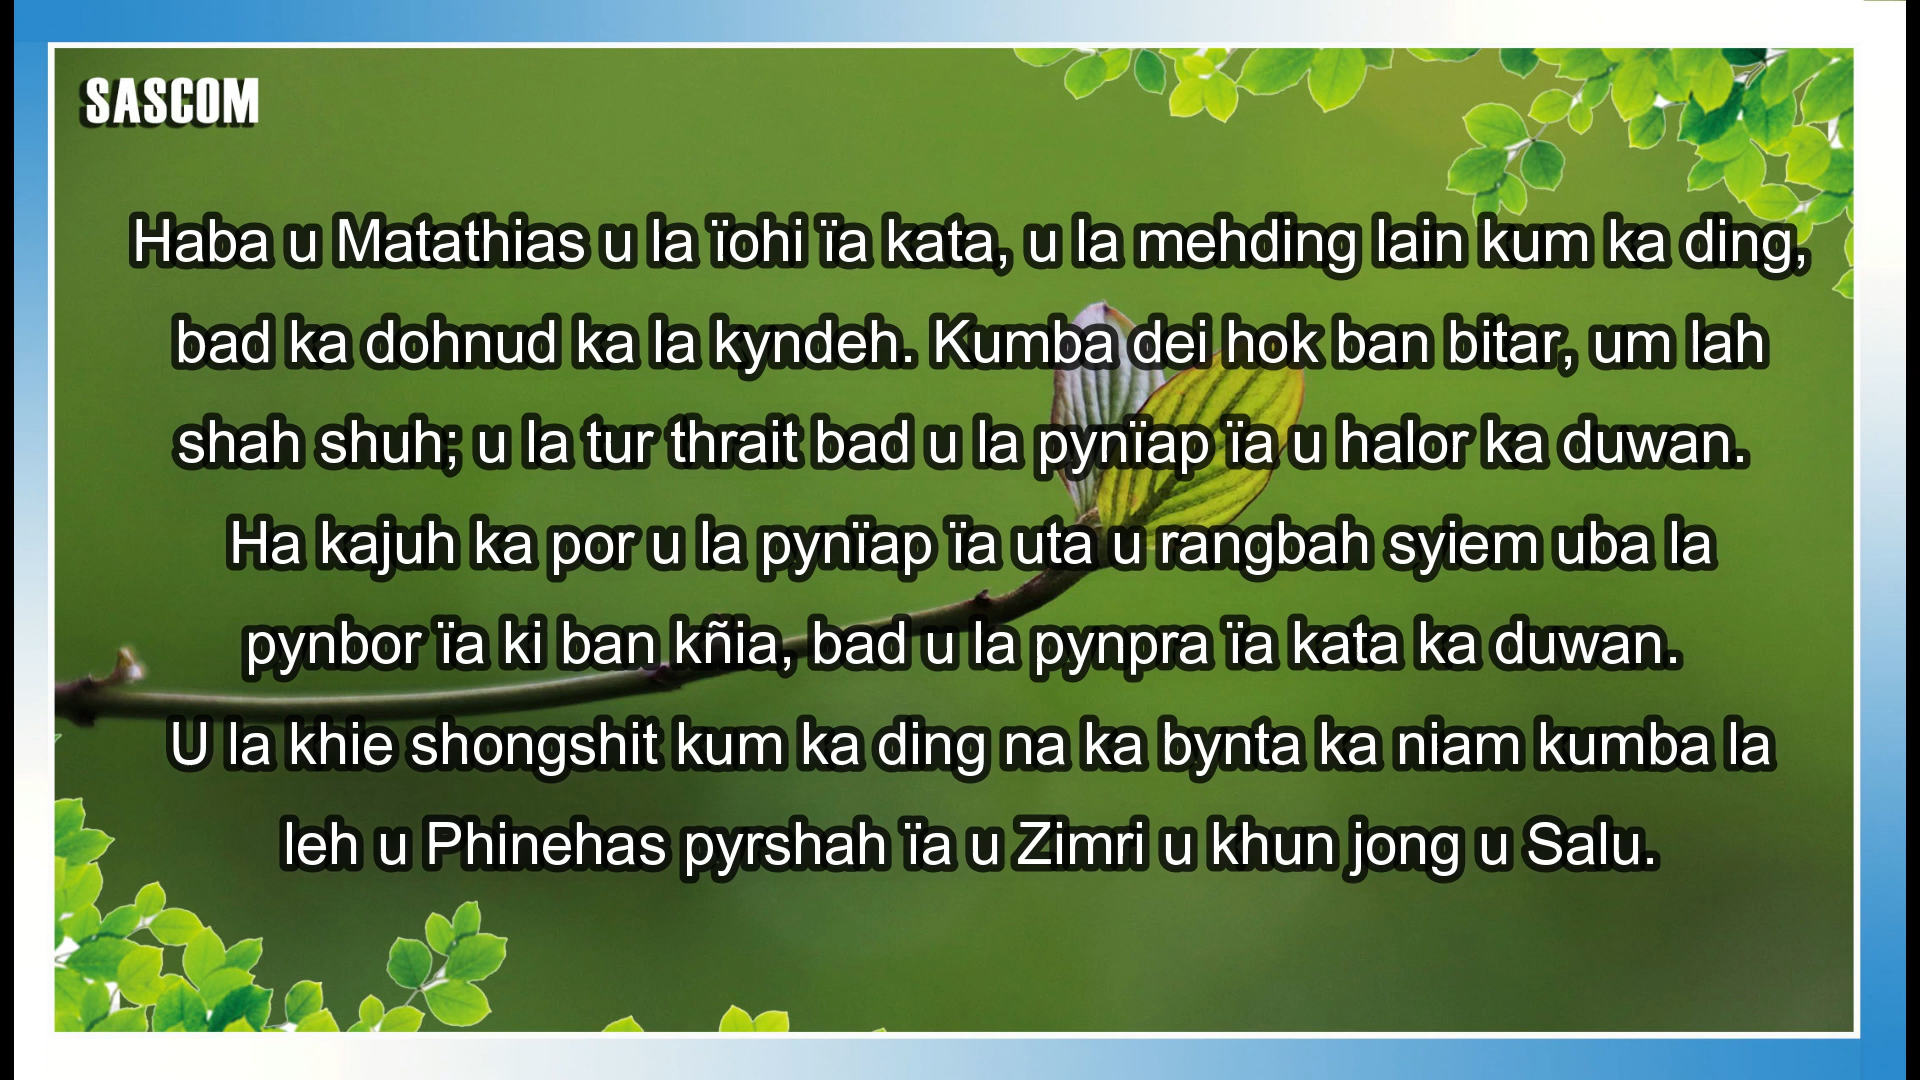 SASCOM
Haba u Matathias u la ïohi ïa kata, u la mehding lain kum ka ding,
bad ka dohnud ka la kyndeh. Kumba dei hok ban bitar, um lah
shah shuh; u la tur thrait bad u la pynïap ïa u halor ka duwan.
Ha kajuh ka por u la pynïap ïa uta u rangbah syiem uba la
pynbor ïa ki ban kñia, bad u la pynpra ïa kata ka duwan.
U la khie shongshit kum ka ding na ka bynta ka niam kumba la
leh u Phinehas pyrshah ïa u Zimri u khun jong u Salu.